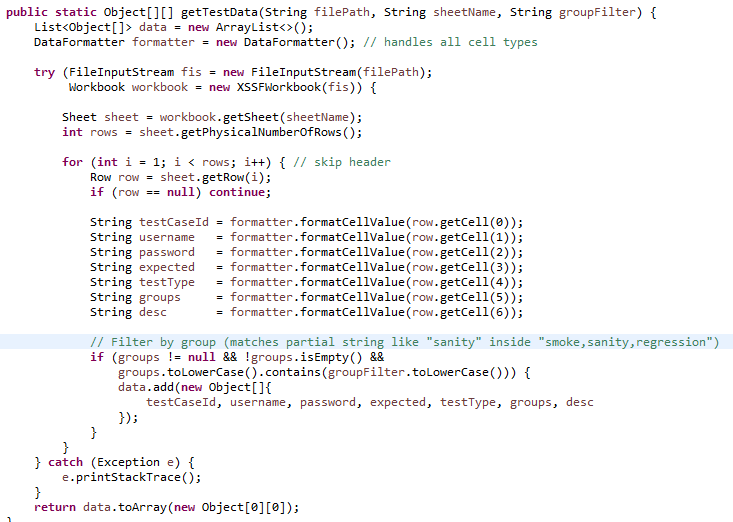 public static Object[][] getTestData(String filePath, String sheetName, String groupFilter) {
    List<Object[]> data = new ArrayList<>();
    DataFormatter formatter = new DataFormatter(); // handles all cell types

    try (FileInputStream fis = new FileInputStream(filePath);
         Workbook workbook = new XSSFWorkbook(fis)) {

        Sheet sheet = workbook.getSheet(sheetName);
        int rows = sheet.getPhysicalNumberOfRows();

        for (int i = 1; i < rows; i++) { // skip header
            Row row = sheet.getRow(i);
            if (row == null) continue;

            String testCaseId = formatter.formatCellValue(row.getCell(0));
            String username   = formatter.formatCellValue(row.getCell(1));
            String password   = formatter.formatCellValue(row.getCell(2));
            String expected   = formatter.formatCellValue(row.getCell(3));
            String testType   = formatter.formatCellValue(row.getCell(4));
            String groups     = formatter.formatCellValue(row.getCell(5));
            String desc       = formatter.formatCellValue(row.getCell(6));

            // Filter by group (matches partial string like "sanity" inside "smoke,sanity,regression")
            if (groups != null && !groups.isEmpty() &&
                groups.toLowerCase().contains(groupFilter.toLowerCase())) {
                data.add(new Object[]{
                    testCaseId, username, password, expected, testType, groups, desc
                });
            }
        }
    } catch (Exception e) {
        e.printStackTrace();
    }
    return data.toArray(new Object[0][0]);
}